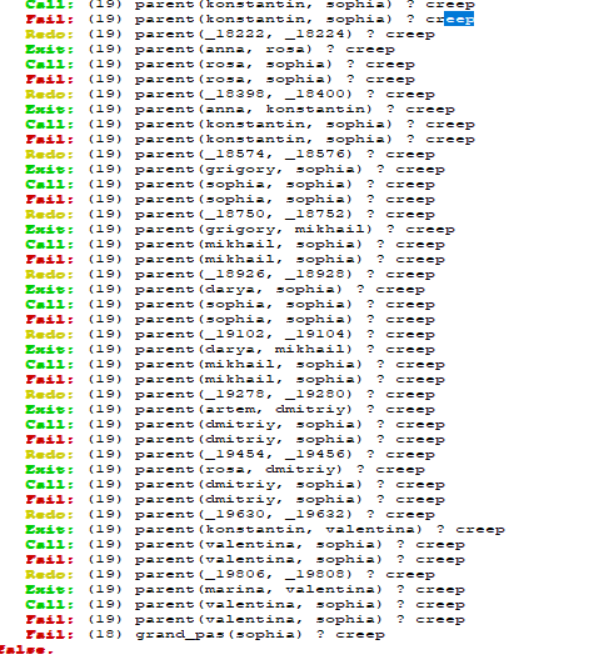 Call: (19) parent(konstantin, sophia) ? creep
Fail: (19) parent(konstantin, sophia) ? creep
Redo: (19) parent(_18222, _18224) ? creep
Exit: (19) parent(anna, rosa) ? creep
Call: (19) parent(rosa, sophia) ? creep
Fail: (19) parent(rosa, sophia) ? creep
Redo: (19) parent(_18398, _18400) ? creep
Exit: (19) parent(anna, konstantin) ? creep
Call: (19) parent(konstantin, sophia) ? creep
Fail: (19) parent(konstantin, sophia) ? creep
Redo: (19) parent(_18574, _18576) ? creep
Exit: (19) parent(grigory, sophia) ? creep
Call: (19) parent(sophia, sophia) ? creep
Fail: (19) parent(sophia, sophia) ? creep
Redo: (19) parent(_18750, _18752) ? creep
Exit: (19) parent(grigory, mikhail) ? creep
Call: (19) parent(mikhail, sophia) ? creep
Fail: (19) parent(mikhail, sophia) ? creep
Redo: (19) parent(_18926, _18928) ? creep
Exit: (19) parent(darya, sophia) ? creep
Call: (19) parent(sophia, sophia) ? creep
Fail: (19) parent(sophia, sophia) ? creep
Redo: (19) parent(_19102, _19104) ? creep
Exit: (19) parent(darya, mikhail) ? creep
Call: (19) parent(mikhail, sophia) ? creep
Fail: (19) parent(mikhail, sophia) ? creep
Redo: (19) parent(_19278, _19280) ? creep
Exit: (19) parent(artem, dmitriy) ? creep
Call: (19) parent(dmitriy, sophia) ? creep
Fail: (19) parent(dmitriy, sophia) ? creep
Redo: (19) parent(_19454, _19456) ? creep
Exit: (19) parent(rosa, dmitriy) ? creep
Call: (19) parent(dmitriy, sophia) ? creep
Fail: (19) parent(dmitriy, sophia) ? creep
Redo: (19) parent(_19630, _19632) ? creep
Exit: (19) parent(konstantin, valentina) ? creep
Call: (19) parent(valentina, sophia) ? creep
Fail: (19) parent(valentina, sophia) ? creep
Redo: (19) parent(_19806, _19808) ? creep
Exit: (19) parent(marina, valentina) ? creep
Call: (19) parent(valentina, sophia) ? creep
Fail: (19) parent(valentina, sophia) ? creep
Fail: (18) grand_pas(sophia) ? creep
false.